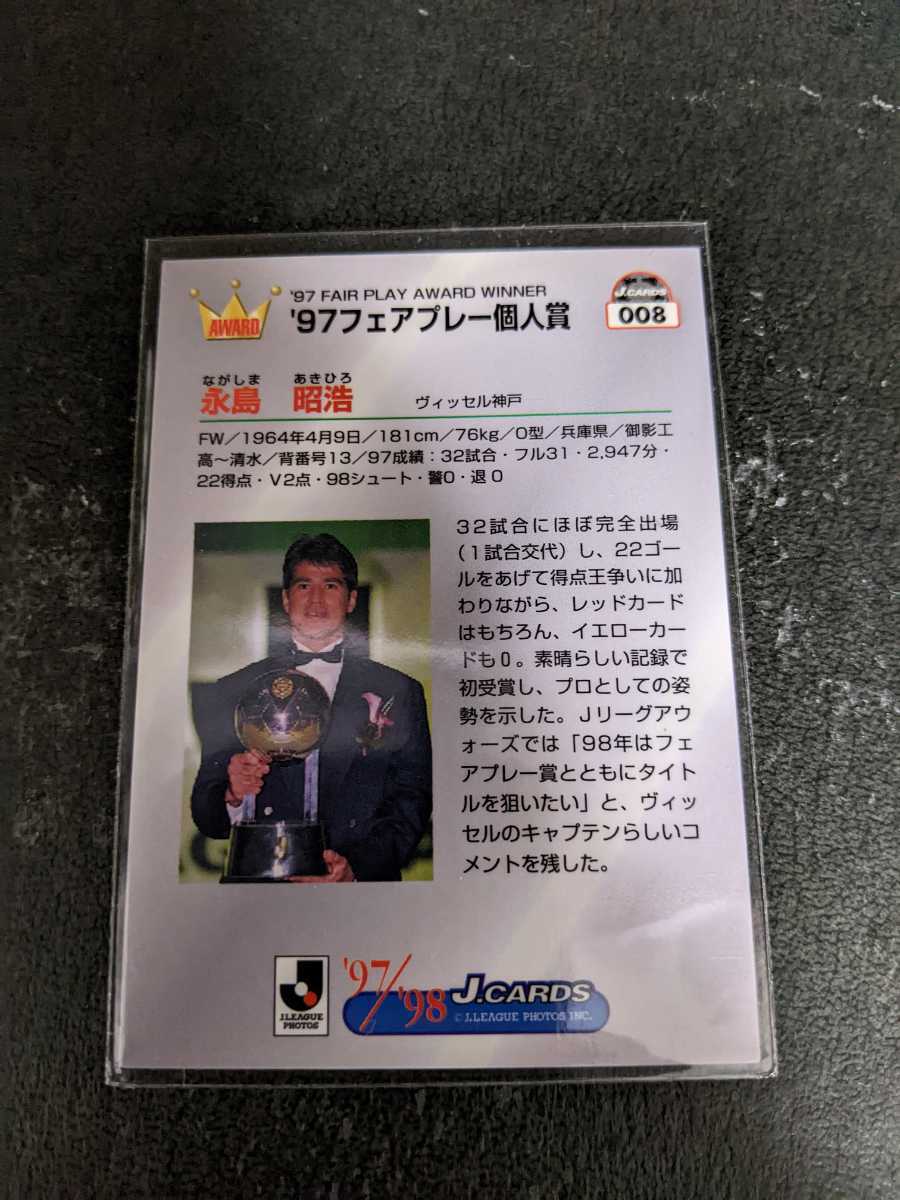 '97 FAIR PLAY AWARD WINNER
AWARD
'97フェアプレー個人賞
J.CARDS
008
ながしま あきひろ
永島 昭浩 ヴィッセル神戸
FW/1964年4月9日/181cm/76kg/O型/兵庫県/御影工
高〜清水/背番号13/97成績:32試合・フル31・2,947分・
22得点・V2点・98シュート・警0・退0
32試合にほぼ完全出場
(1試合交代)し、22ゴー
ルをあげて得点王争いに加
わりながら、レッドカード
はもちろん、イエローカー
ドも0。素晴らしい記録で
初受賞し、プロとしての姿
勢を示した。Jリーグアウ
ォーズでは「98年はフェ
アプレー賞とともにタイト
ルを狙いたい」と、ヴィッ
セルのキャプテンらしいコ
メントを残した。
J.LEAGUE
PHOTOS
'97/'98 J.CARDS
© J.LEAGUE PHOTOS INC.